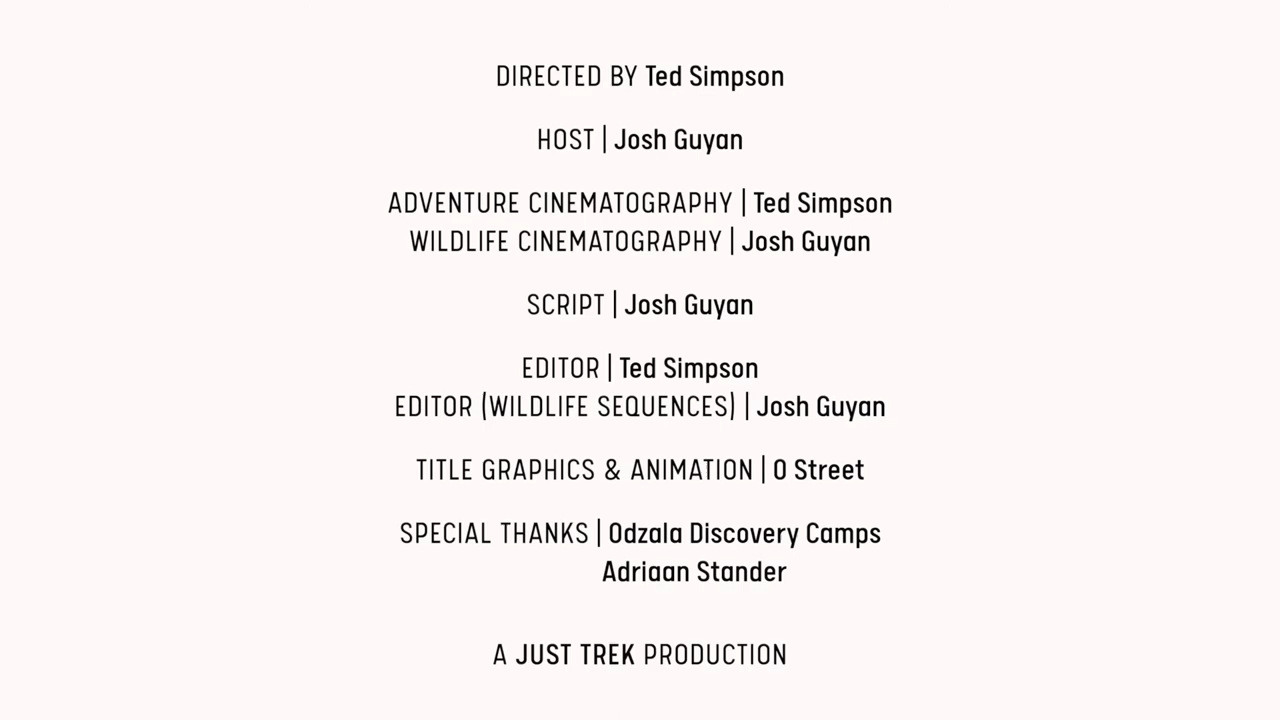 DIRECTED BY Ted Simpson
HOST | Josh Guyan
ADVENTURE CINEMATOGRAPHY | Ted Simpson
WILDLIFE CINEMATOGRAPHY | Josh Guyan
SCRIPT | Josh Guyan
EDITOR | Ted Simpson
EDITOR (WILDLIFE SEQUENCES) | Josh Guyan
TITLE GRAPHICS & ANIMATION | O Street
SPECIAL THANKS | Odzala Discovery Camps
Adriaan Stander
A JUST TREK PRODUCTION